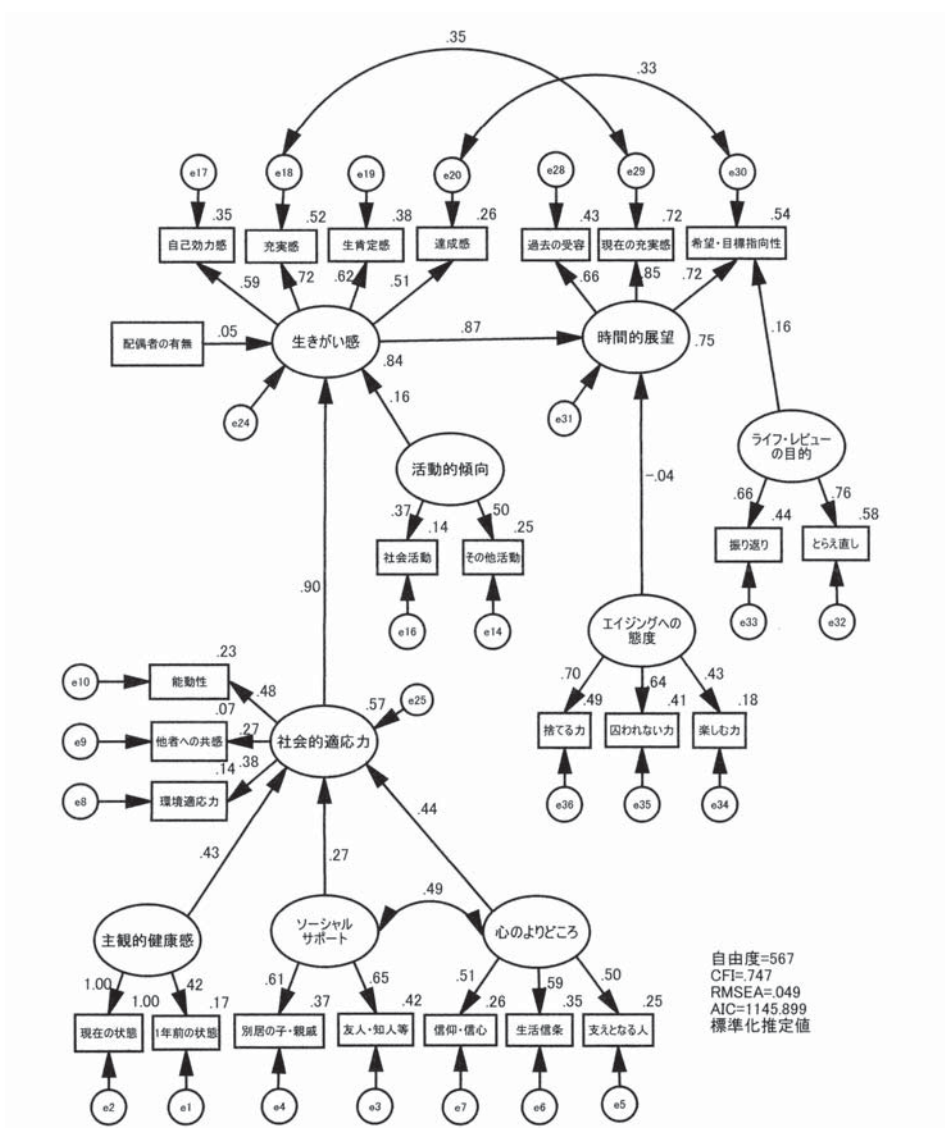 .35
.33
e17
e18
e19
e20
e28
e29
e30
.35
.52
.38
.26
.43
.72
.54
自己効力感
充実感
生肯定感
達成感
過去の受容
現在の充実感
希望・目標指向性
.59
.72
.62
.51
.66
.85
.72
配偶者の有無
.05
生きがい感
.84
.87
時間的展望
.75
.16
e24
.16
e31
活動的傾向
ライフ・レビュー
の目的
-.04
.37
.14
.50
.25
.66
.44
.76
.58
社会活動
その他活動
振り返り
とらえ直し
.90
e16
e14
e33
e32
エイジングへの
態度
e10
.23
能動性
.48
.70
.49
.64
.41
.43
.18
e9
.07
他者への共感
.27
社会的適応力
.57
e25
捨てる力
囚われない力
楽しむ力
e8
.14
環境適応力
.38
e36
e35
e34
.43
.27
.44
.49
主観的健康感
ソーシャル
サポート
心のよりどころ
1.00
1.00
.42
.17
.61
.37
.65
.42
.51
.26
.59
.35
.50
.25
現在の状態
1年前の状態
別居の子・親戚
友人・知人等
信仰・信心
生活信条
支えとなる人
e2
e1
e4
e3
e7
e6
e5
自由度=567
CFI=.747
RMSEA=.049
AIC=1145.899
標準化推定値